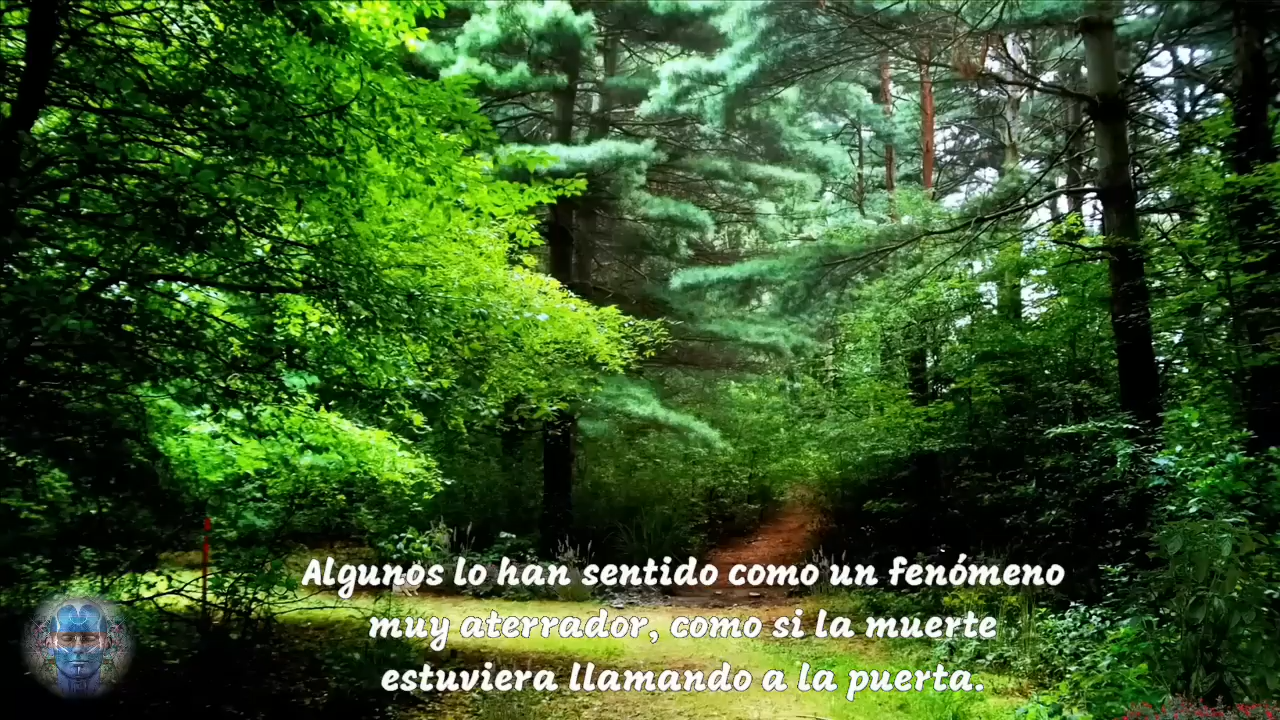 Algunos lo han sentido como un fenómeno
muy aterrador, como si la muerte
estuviera llamando a la puerta.